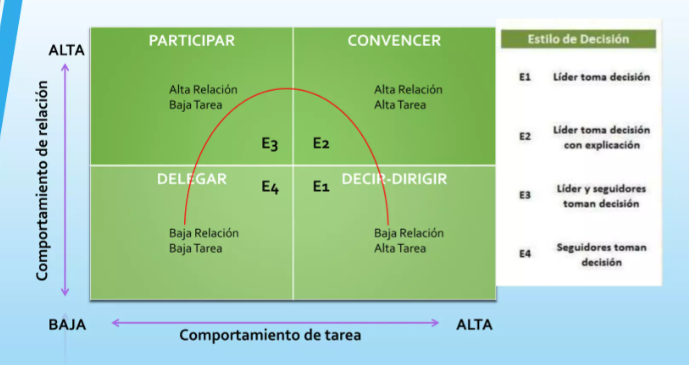 ALTA
Comportamiento de relación
BAJA
Comportamiento de tarea
ALTA
PARTICIPAR
Alta Relación
Baja Tarea
E3
CONVENCER
Alta Relación
Alta Tarea
E2
DELEGAR
E4
Baja Relación
Baja Tarea
E1
DECIR-DIRIGIR
Baja Relación
Alta Tarea
Estilo de Decisión
E1 Líder toma decisión
E2 Líder toma decisión
con explicación
E3 Líder y seguidores
toman decisión
E4 Seguidores toman
decisión